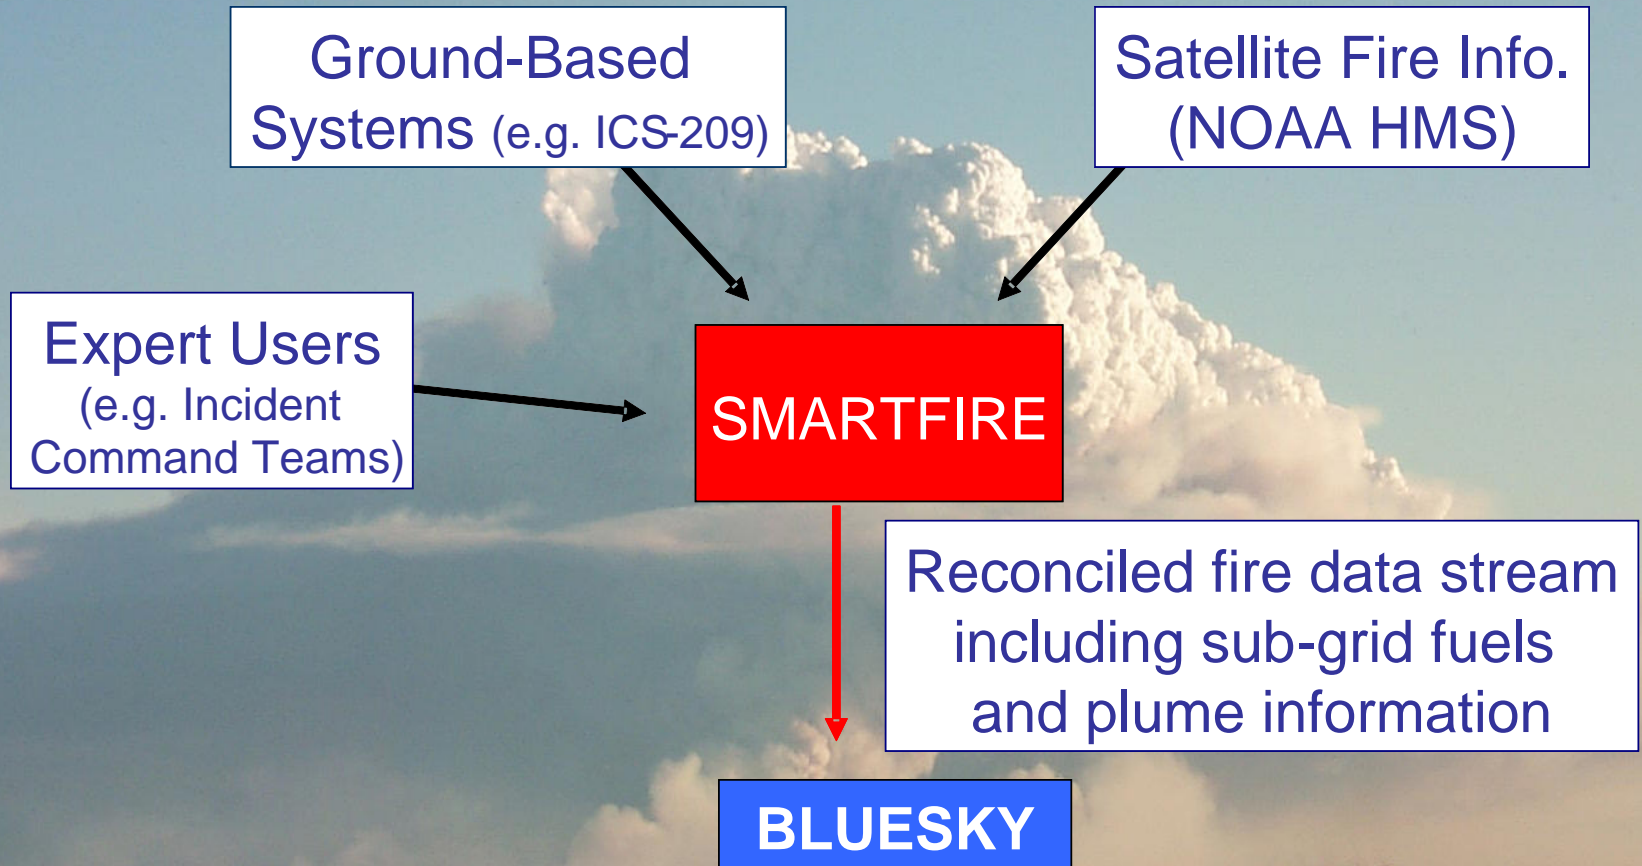 Ground-Based
Systems (e.g. ICS-209)
Satellite Fire Info.
(NOAA HMS)
Expert Users
(e.g. Incident
Command Teams)
SMARTFIRE
Reconciled fire data stream
including sub-grid fuels
and plume information
BLUESKY